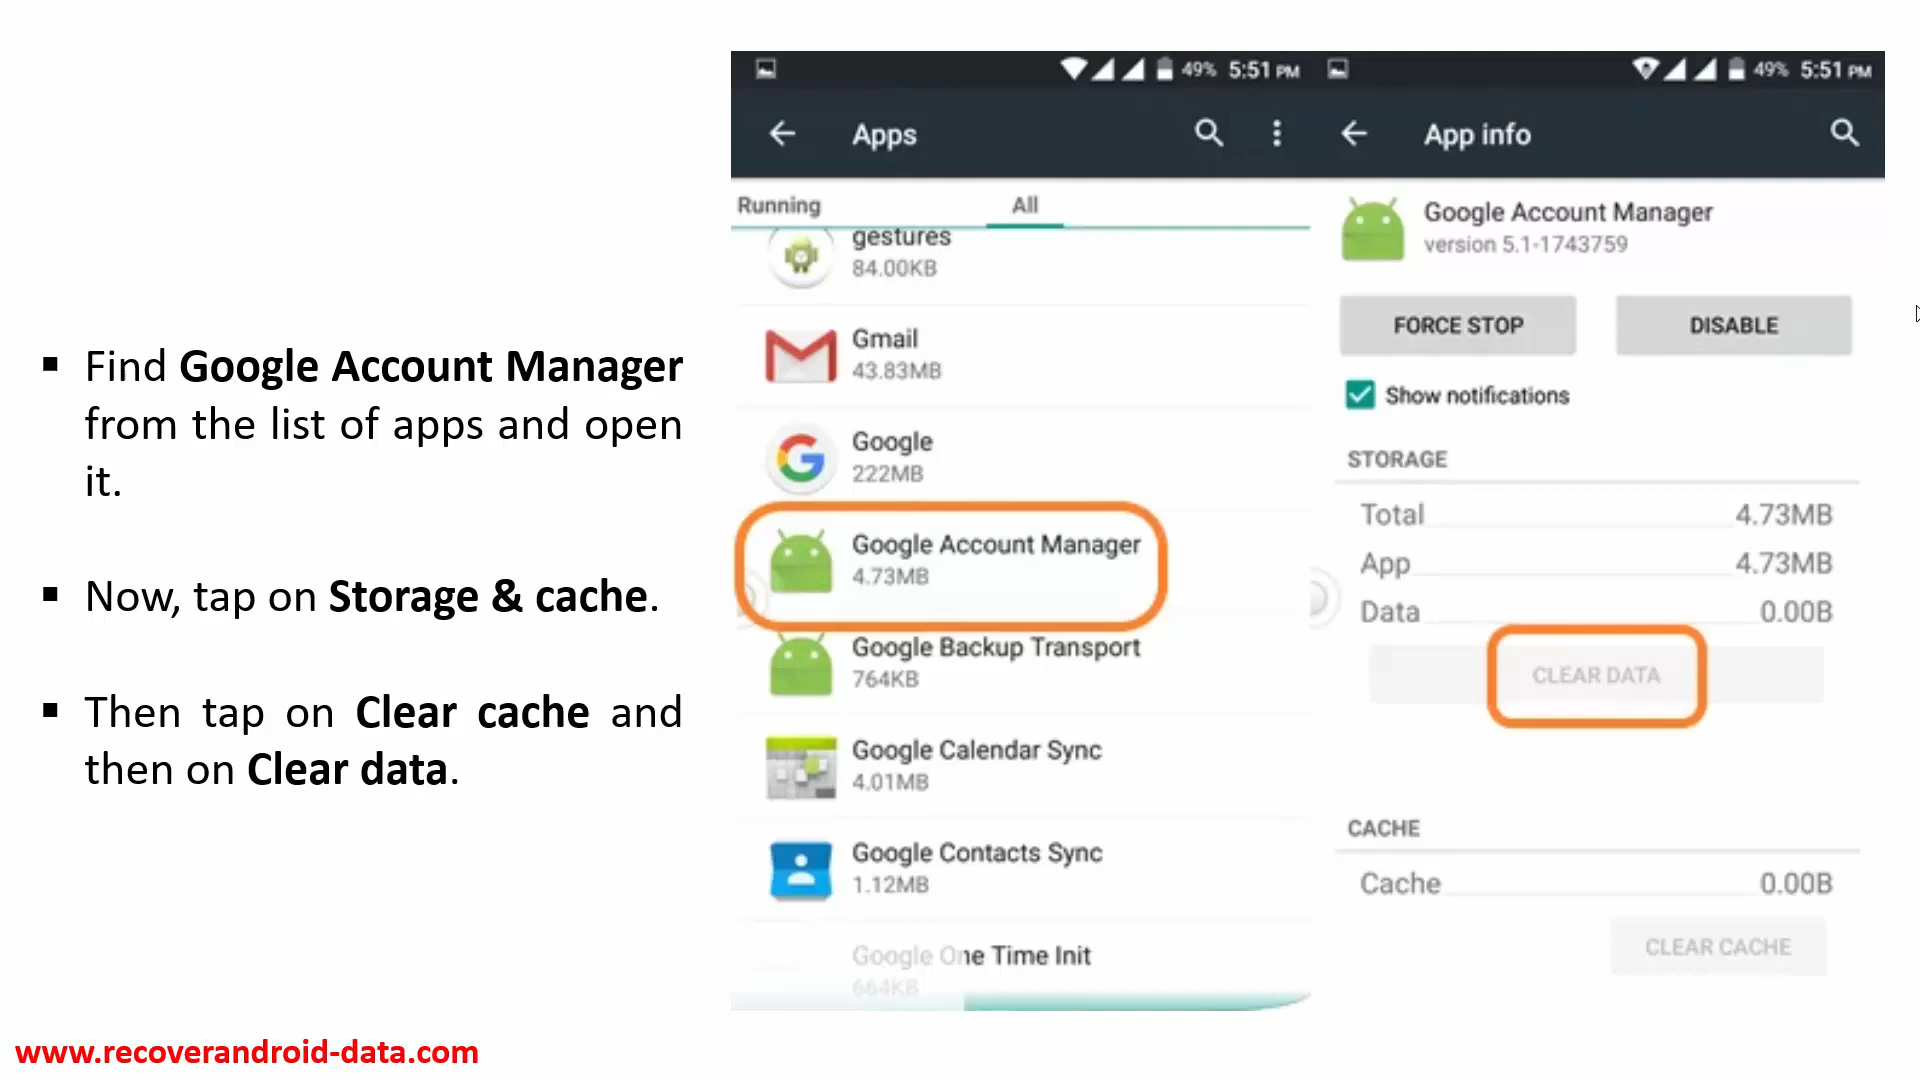 ▪ Find Google Account Manager
from the list of apps and open
it.
▪ Now, tap on Storage & cache.
▪ Then tap on Clear cache and
then on Clear data.
www.recoverandroid-data.com
49% 5:51 PM
Apps
Running All
gestures
84.00KB
Gmail
43.83MB
Google
222MB
Google Account Manager
4.73MB
Google Backup Transport
764KB
Google Calendar Sync
4.01MB
Google Contacts Sync
1.12MB
Google One Time Init
664KB
49% 5:51 PM
App info
Google Account Manager
version 5.1-1743759
FORCE STOP DISABLE
Show notifications
STORAGE
Total 4.73MB
App 4.73MB
Data 0.00B
CLEAR DATA
CACHE
Cache 0.00B
CLEAR CACHE